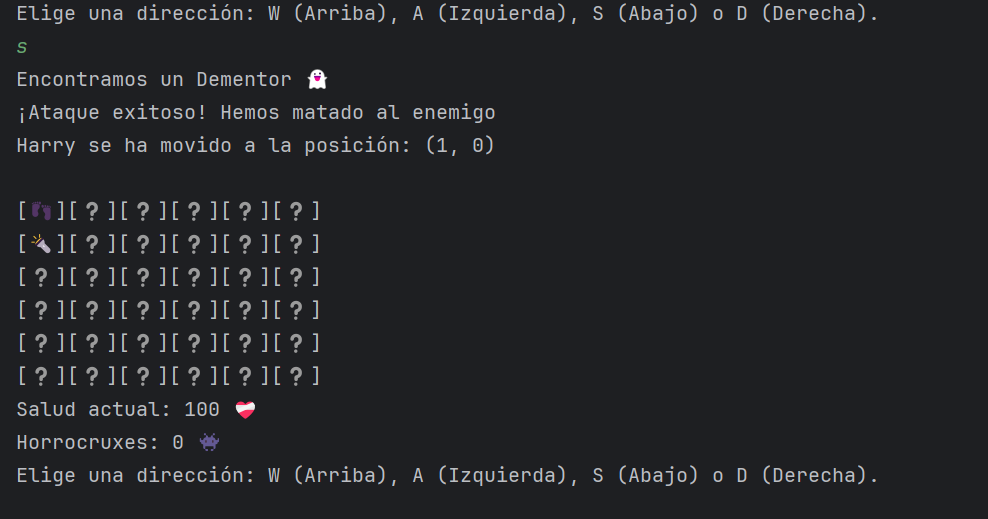 Elige una dirección: W (Arriba), A (Izquierda), S (Abajo) o D (Derecha).
s
Encontramos un Dementor 👻
¡Ataque exitoso! Hemos matado al enemigo
Harry se ha movido a la posición: (1, 0)
[👣][❔][❔][❔][❔][❔]
[🔦][❔][❔][❔][❔][❔]
[❔][❔][❔][❔][❔][❔]
[❔][❔][❔][❔][❔][❔]
[❔][❔][❔][❔][❔][❔]
[❔][❔][❔][❔][❔][❔]
Salud actual: 100 ❤️‍🩹
Horrocruxes: 0 👾
Elige una dirección: W (Arriba), A (Izquierda), S (Abajo) o D (Derecha).